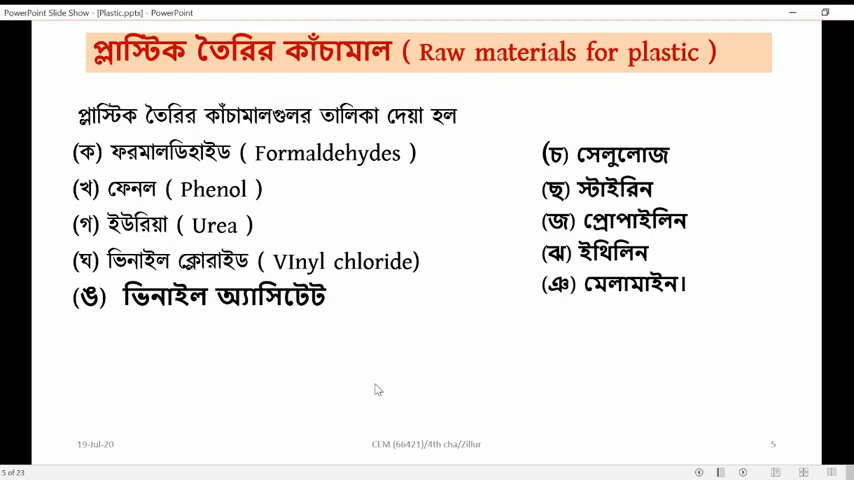 PowerPoint Slide Show - [Plastic.pptx] - PowerPoint
প্লাস্টিক তৈরির কাঁচামাল ( Raw materials for plastic )
প্লাস্টিক তৈরির কাঁচামালগুলর তালিকা দেয়া হল
(ক) ফরমালডিহাইড ( Formaldehydes )
(খ) ফেনল ( Phenol )
(গ) ইউরিয়া ( Urea )
(ঘ) ভিনাইল ক্লোরাইড ( VInyl chloride)
(ঙ) ভিনাইল অ্যাসিটেট
(চ) সেলুলোজ
(ছ) স্টাইরিন
(জ) প্রোপাইলিন
(ঝ) ইথিলিন
(ঞ) মেলামাইন।
19-Jul-20
CEM (66421)/4th cha/Zillur
5
5 of 23